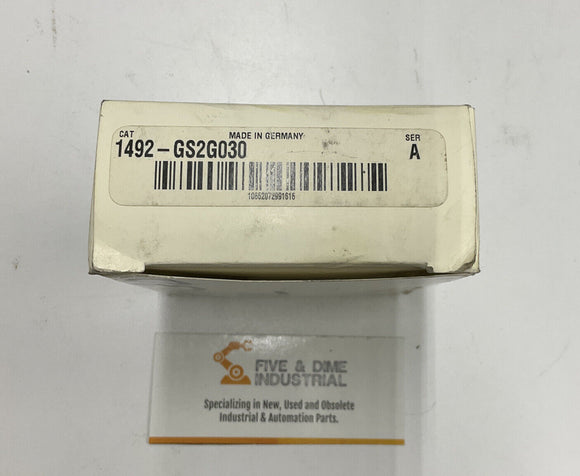 CAT MADE IN GERMANY SER
1492-GS2G030 A
10662072991616
FIVE & DIME
INDUSTRIAL
Specializing in New, Used and Obsolete
Industrial & Automation Parts.